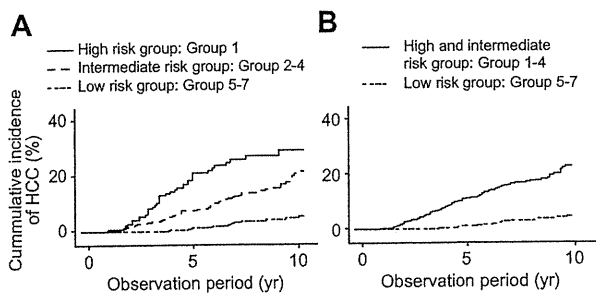 A
High risk group: Group 1
Intermediate risk group: Group 2-4
Low risk group: Group 5-7
Cummulative incidence
of HCC (%)
40
20
0
0 5 10
Observation period (yr)
B
High and intermediate
risk group: Group 1-4
Low risk group: Group 5-7
40
20
0
0 5 10
Observation period (yr)